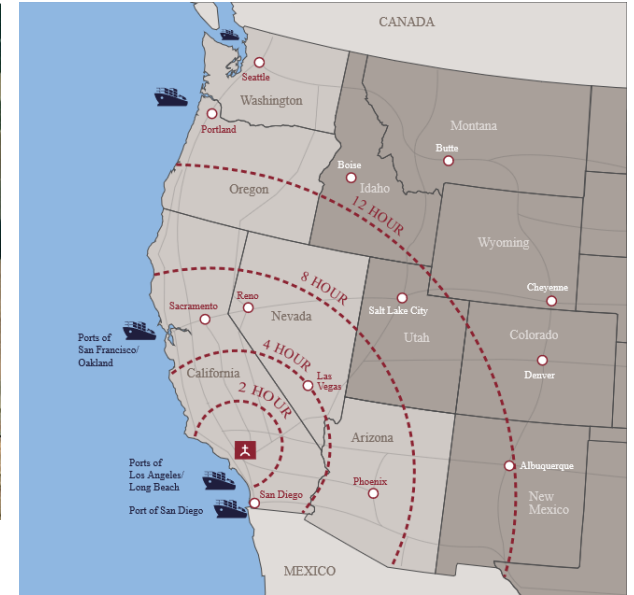 CANADA
Seattle
Washington
Portland
Montana
Butte
Boise
Idaho
Oregon
12 HOUR
Wyoming
8 HOUR
Cheyenne
Reno
Sacramento
Nevada
Salt Lake City
Utah
Colorado
Ports of
San Francisco/
Oakland
4 HOUR
Denver
California
Las
Vegas
2 HOUR
Arizona
Albuquerque
Ports of
Los Angeles/
Long Beach
Phoenix
San Diego
New
Mexico
Port of San Diego
MEXICO